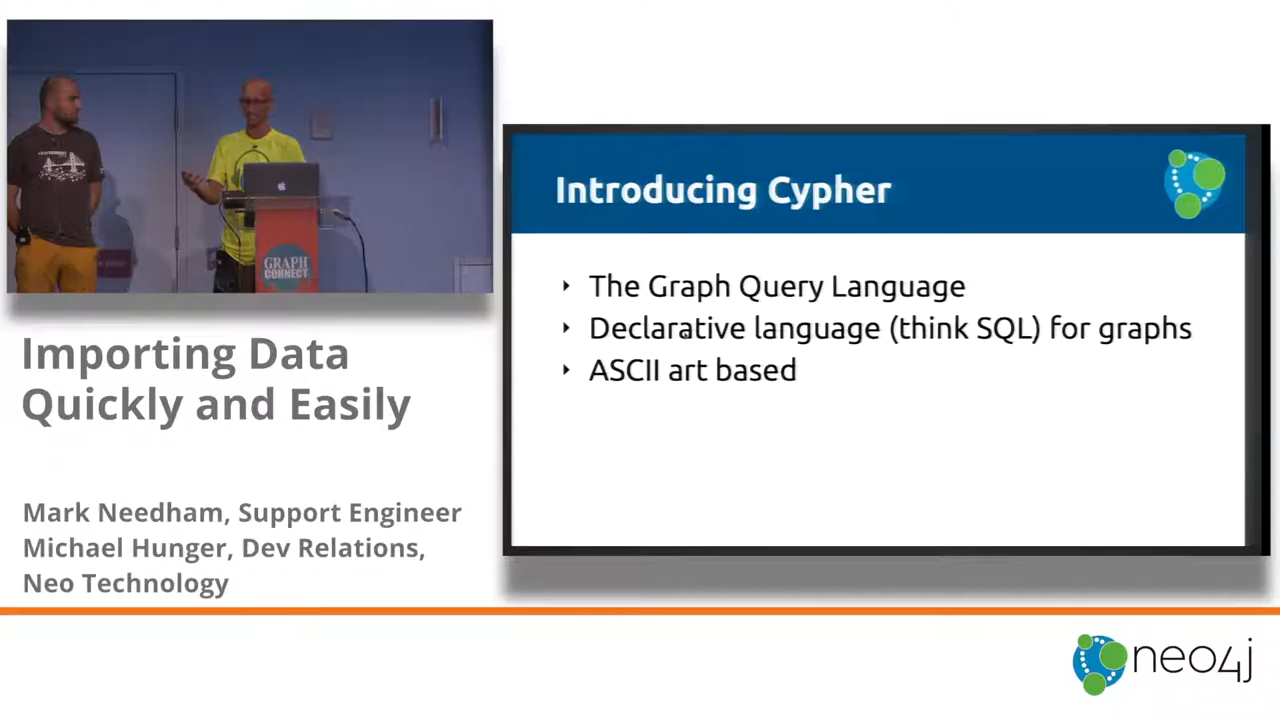 GRAPH
CONNECT
Importing Data
Quickly and Easily
Mark Needham, Support Engineer
Michael Hunger, Dev Relations,
Neo Technology
Introducing Cypher
‣ The Graph Query Language
‣ Declarative language (think SQL) for graphs
‣ ASCII art based
neo4j